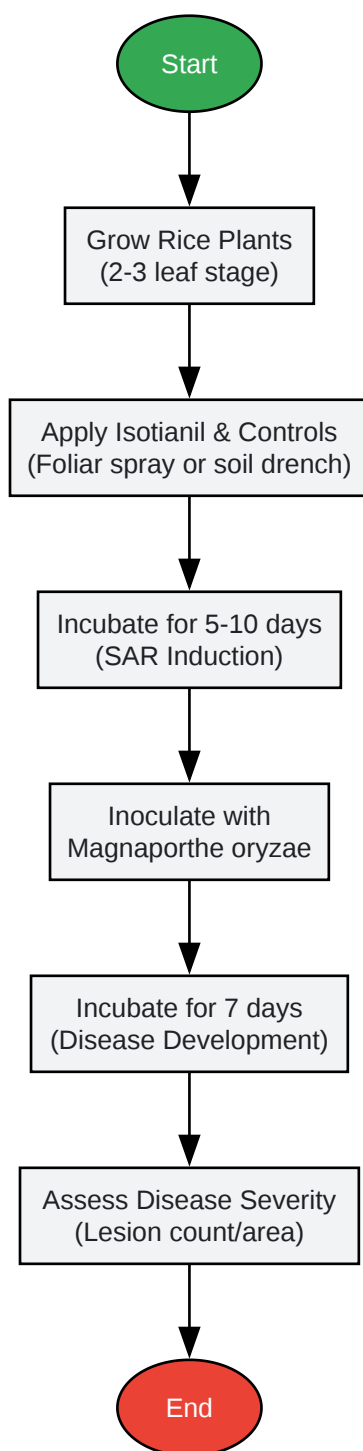 Start
Grow Rice Plants
(2-3 leaf stage)
Apply Isotianil & Controls
(Foliar spray or soil drench)
Incubate for 5-10 days
(SAR Induction)
Inoculate with
Magnaporthe oryzae
Incubate for 7 days
(Disease Development)
Assess Disease Severity
(Lesion count/area)
End